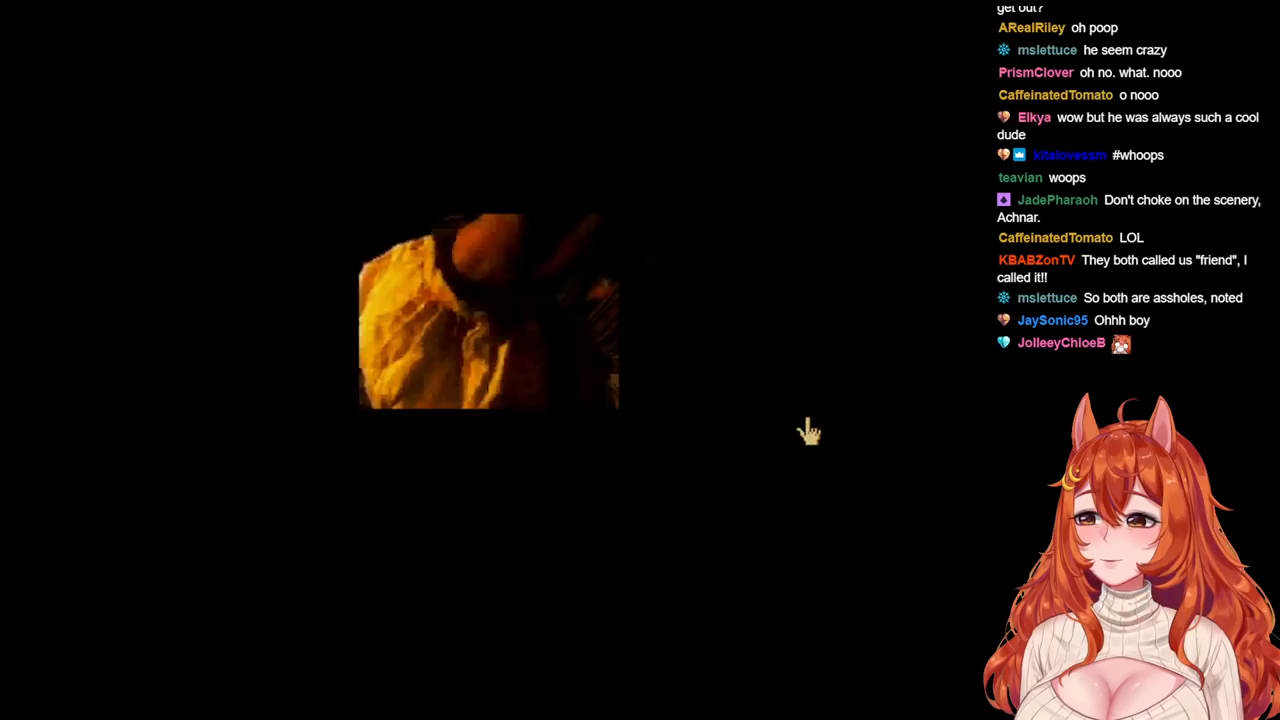 get out?
ARealRiley oh poop
mslettuce he seem crazy
PrismClover oh no. what. nooo
CaffeinatedTomato o nooo
Elkya wow but he was always such a cool
dude
kitelovessm #whoops
teavian woops
JadePharaoh Don't choke on the scenery,
Achnar.
CaffeinatedTomato LOL
KBABZonTV They both called us "friend", I
called it!!
mslettuce So both are assholes, noted
JaySonic95 Ohhh boy
JolleeyChloeB